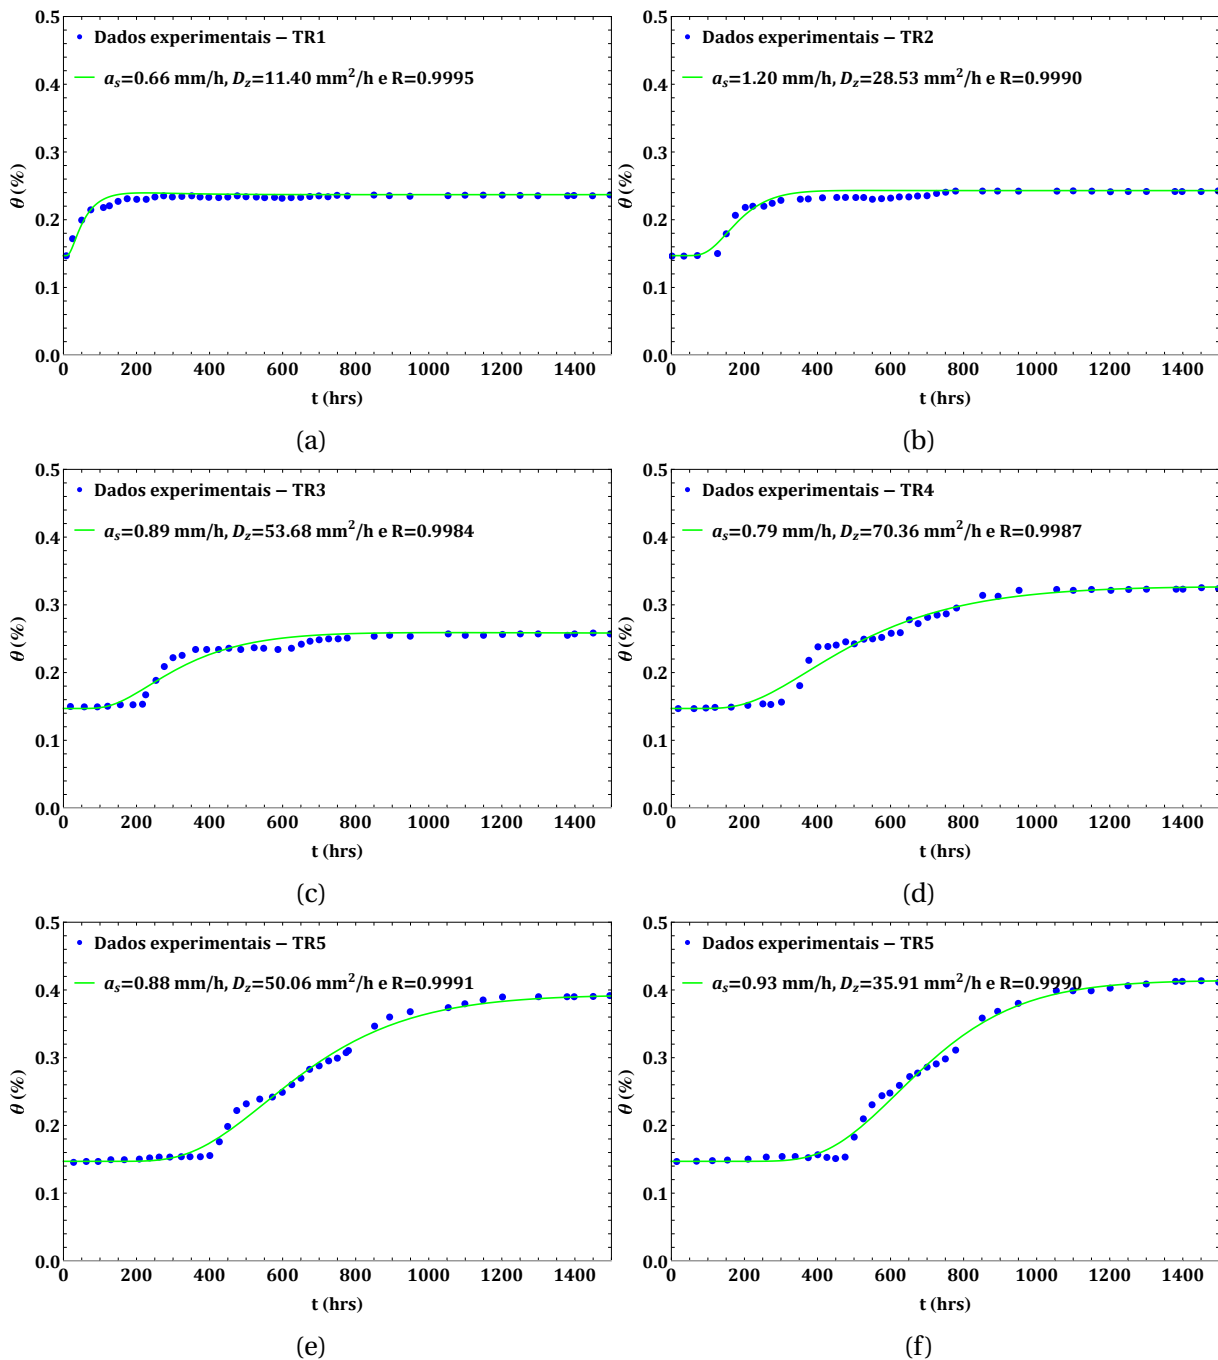 0.5
Dados experimentais – TR1
a_s=0.66 mm/h, D_z=11.40 mm²/h e R=0.9995
0.4
0.3
θ (%)
0.2
0.1
0.0
0 200 400 600 800 1000 1200 1400
t (hrs)
(a)
0.5
Dados experimentais – TR2
a_s=1.20 mm/h, D_z=28.53 mm²/h e R=0.9990
0.4
0.3
θ (%)
0.2
0.1
0.0
0 200 400 600 800 1000 1200 1400
t (hrs)
(b)
0.5
Dados experimentais – TR3
a_s=0.89 mm/h, D_z=53.68 mm²/h e R=0.9984
0.4
0.3
θ (%)
0.2
0.1
0.0
0 200 400 600 800 1000 1200 1400
t (hrs)
(c)
0.5
Dados experimentais – TR4
a_s=0.79 mm/h, D_z=70.36 mm²/h e R=0.9987
0.4
0.3
θ (%)
0.2
0.1
0.0
0 200 400 600 800 1000 1200 1400
t (hrs)
(d)
0.5
Dados experimentais – TR5
a_s=0.88 mm/h, D_z=50.06 mm²/h e R=0.9991
0.4
0.3
θ (%)
0.2
0.1
0.0
0 200 400 600 800 1000 1200 1400
t (hrs)
(e)
0.5
Dados experimentais – TR5
a_s=0.93 mm/h, D_z=35.91 mm²/h e R=0.9990
0.4
0.3
θ (%)
0.2
0.1
0.0
0 200 400 600 800 1000 1200 1400
t (hrs)
(f)